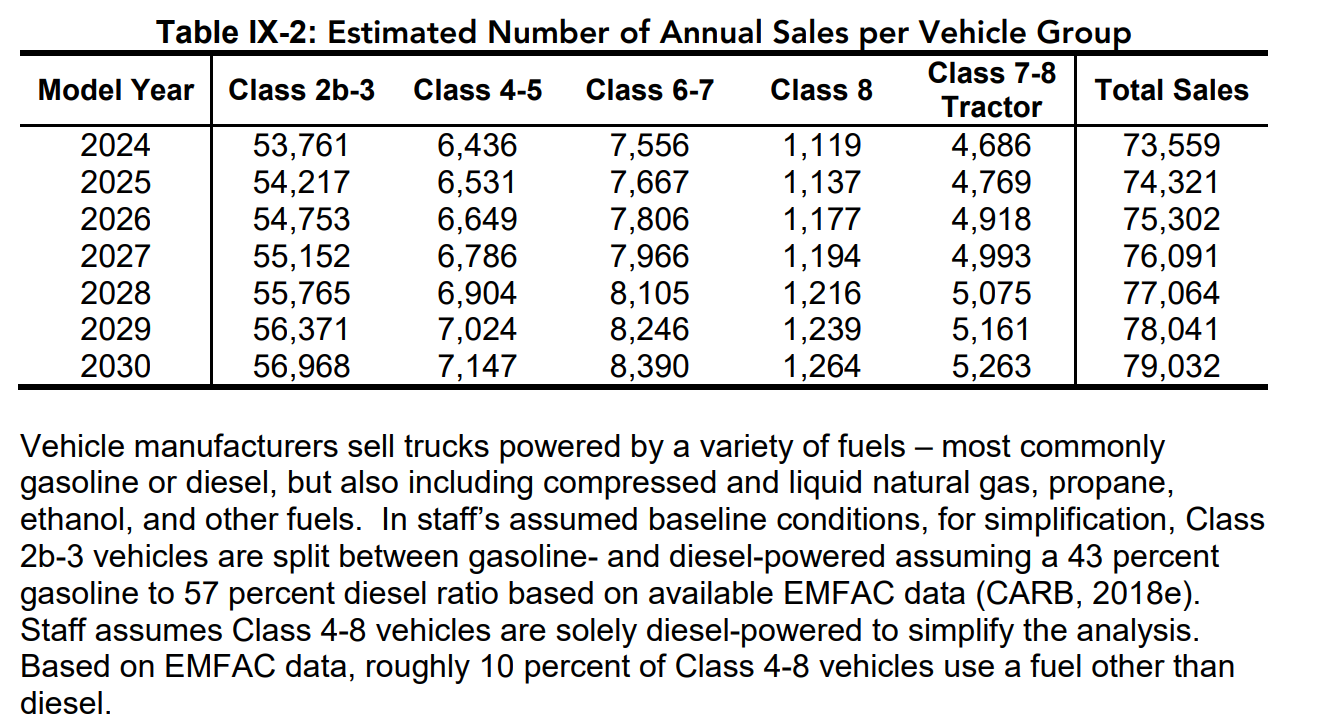 Table IX-2: Estimated Number of Annual Sales per Vehicle Group
Model Year Class 2b-3 Class 4-5 Class 6-7 Class 8 Class 7-8 Tractor Total Sales
2024 53,761 6,436 7,556 1,119 4,686 73,559
2025 54,217 6,531 7,667 1,137 4,769 74,321
2026 54,753 6,649 7,806 1,177 4,918 75,302
2027 55,152 6,786 7,966 1,194 4,993 76,091
2028 55,765 6,904 8,105 1,216 5,075 77,064
2029 56,371 7,024 8,246 1,239 5,161 78,041
2030 56,968 7,147 8,390 1,264 5,263 79,032
Vehicle manufacturers sell trucks powered by a variety of fuels – most commonly
gasoline or diesel, but also including compressed and liquid natural gas, propane,
ethanol, and other fuels.  In staff’s assumed baseline conditions, for simplification, Class
2b-3 vehicles are split between gasoline- and diesel-powered assuming a 43 percent
gasoline to 57 percent diesel ratio based on available EMFAC data (CARB, 2018e).
Staff assumes Class 4-8 vehicles are solely diesel-powered to simplify the analysis.
Based on EMFAC data, roughly 10 percent of Class 4-8 vehicles use a fuel other than
diesel.